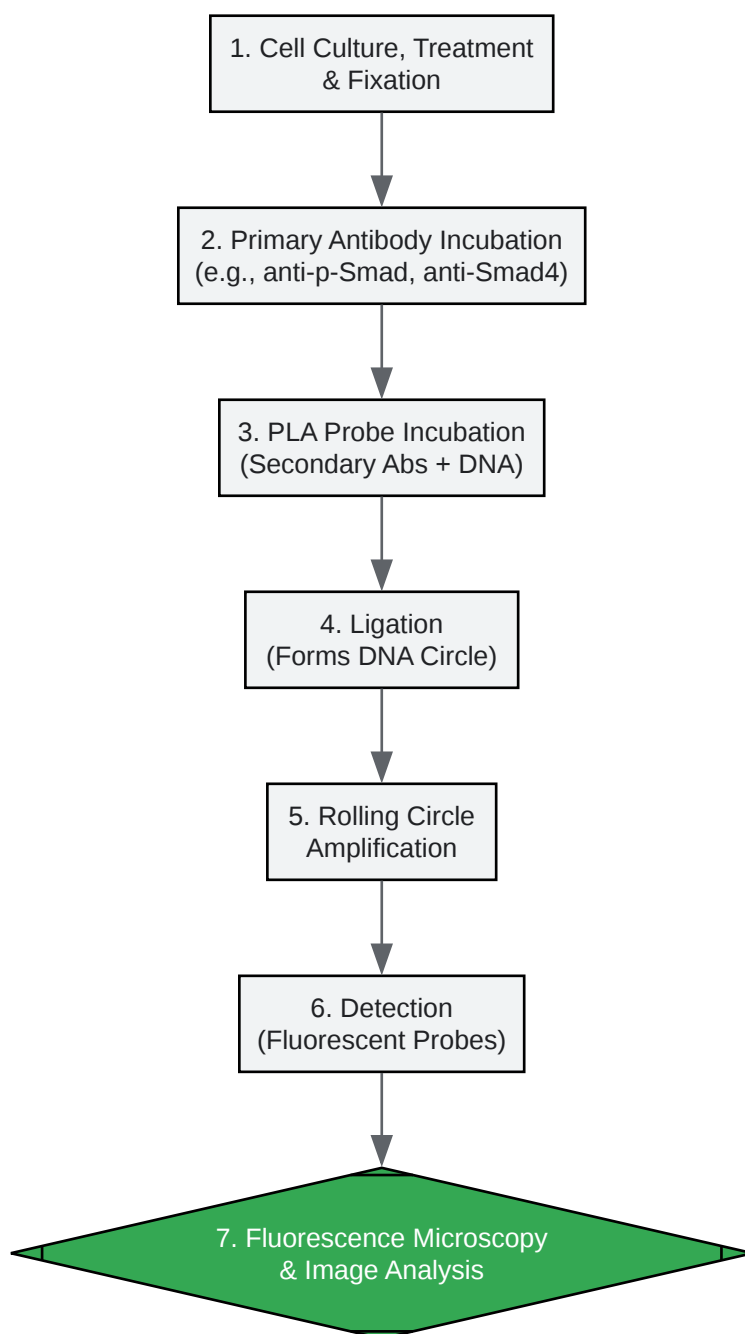 1. Cell Culture, Treatment
& Fixation
2. Primary Antibody Incubation
(e.g., anti-p-Smad, anti-Smad4)
3. PLA Probe Incubation
(Secondary Abs + DNA)
4. Ligation
(Forms DNA Circle)
5. Rolling Circle
Amplification
6. Detection
(Fluorescent Probes)
7. Fluorescence Microscopy
& Image Analysis